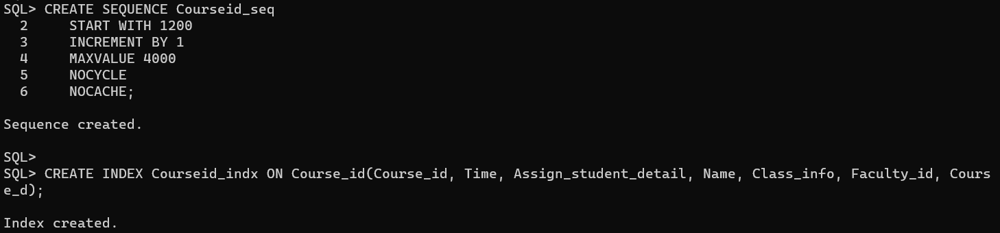 SQL> CREATE SEQUENCE Courseid_seq
  2     START WITH 1200
  3     INCREMENT BY 1
  4     MAXVALUE 4000
  5     NOCYCLE
  6     NOCACHE;
Sequence created.
SQL>
SQL> CREATE INDEX Courseid_indx ON Course_id(Course_id, Time, Assign_student_detail, Name, Class_info, Faculty_id, Cours
e_d);
Index created.